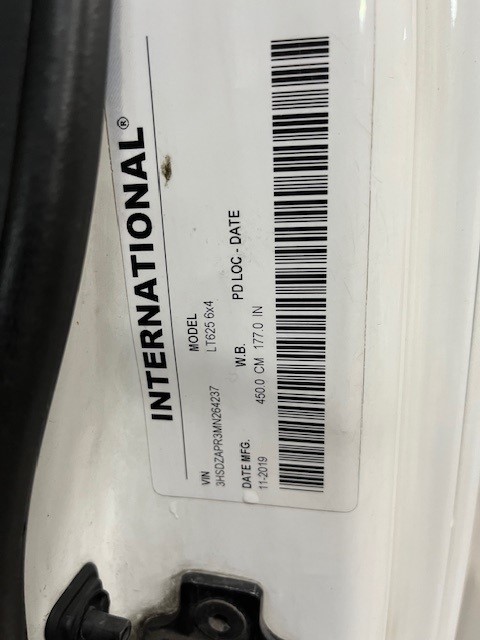 INTERNATIONAL®
VIN MODEL
3HSDZAPR3MN264237 LT625 6x4
DATE MFG. W.B. PD LOC - DATE
11-2019 450.0 CM 177.0 IN